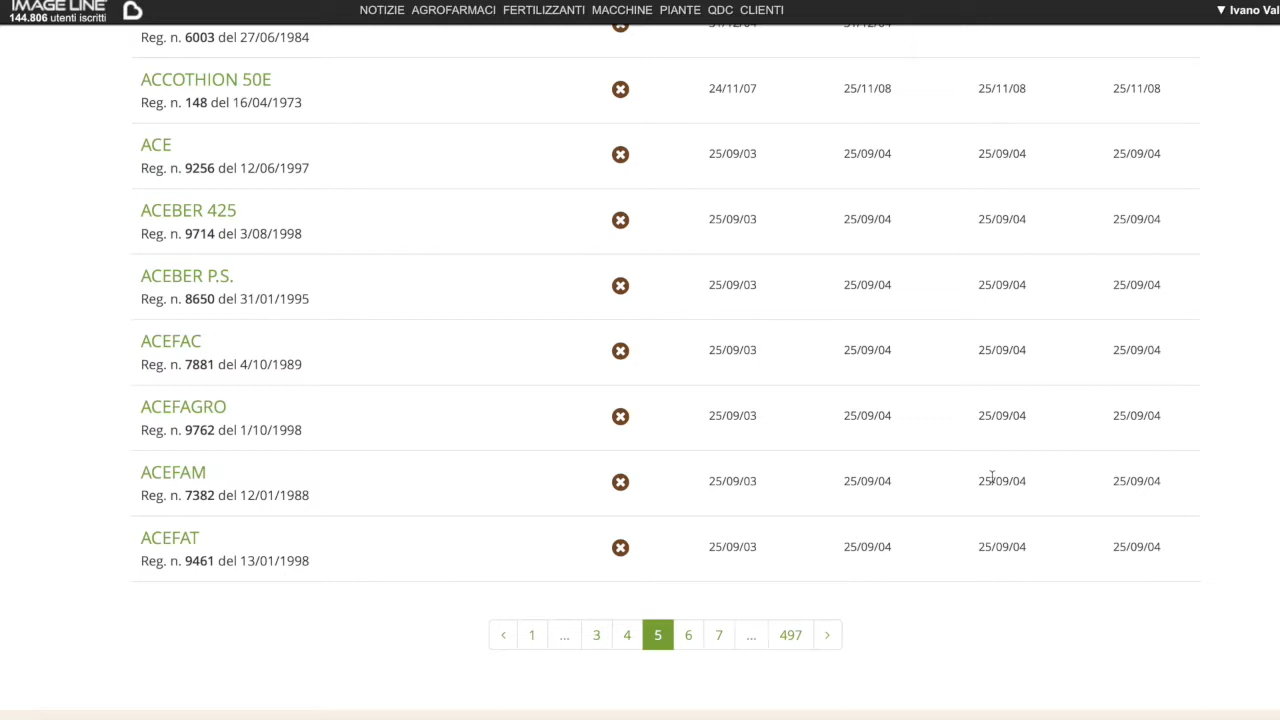 IMAGE LINE
144.806 utenti iscritti
NOTIZIE AGROFARMACI FERTILIZZANTI MACCHINE PIANTE QDC CLIENTI
▼ Ivano Val
Reg. n. 6003 del 27/06/1984
31/12/04 31/12/04
ACCOTHION 50E
Reg. n. 148 del 16/04/1973
24/11/07 25/11/08 25/11/08 25/11/08
ACE
Reg. n. 9256 del 12/06/1997
25/09/03 25/09/04 25/09/04 25/09/04
ACEBER 425
Reg. n. 9714 del 3/08/1998
25/09/03 25/09/04 25/09/04 25/09/04
ACEBER P.S.
Reg. n. 8650 del 31/01/1995
25/09/03 25/09/04 25/09/04 25/09/04
ACEFAC
Reg. n. 7881 del 4/10/1989
25/09/03 25/09/04 25/09/04 25/09/04
ACEFAGRO
Reg. n. 9762 del 1/10/1998
25/09/03 25/09/04 25/09/04 25/09/04
ACEFAM
Reg. n. 7382 del 12/01/1988
25/09/03 25/09/04 25/09/04 25/09/04
ACEFAT
Reg. n. 9461 del 13/01/1998
25/09/03 25/09/04 25/09/04 25/09/04
‹ 1 ... 3 4 5 6 7 ... 497 ›